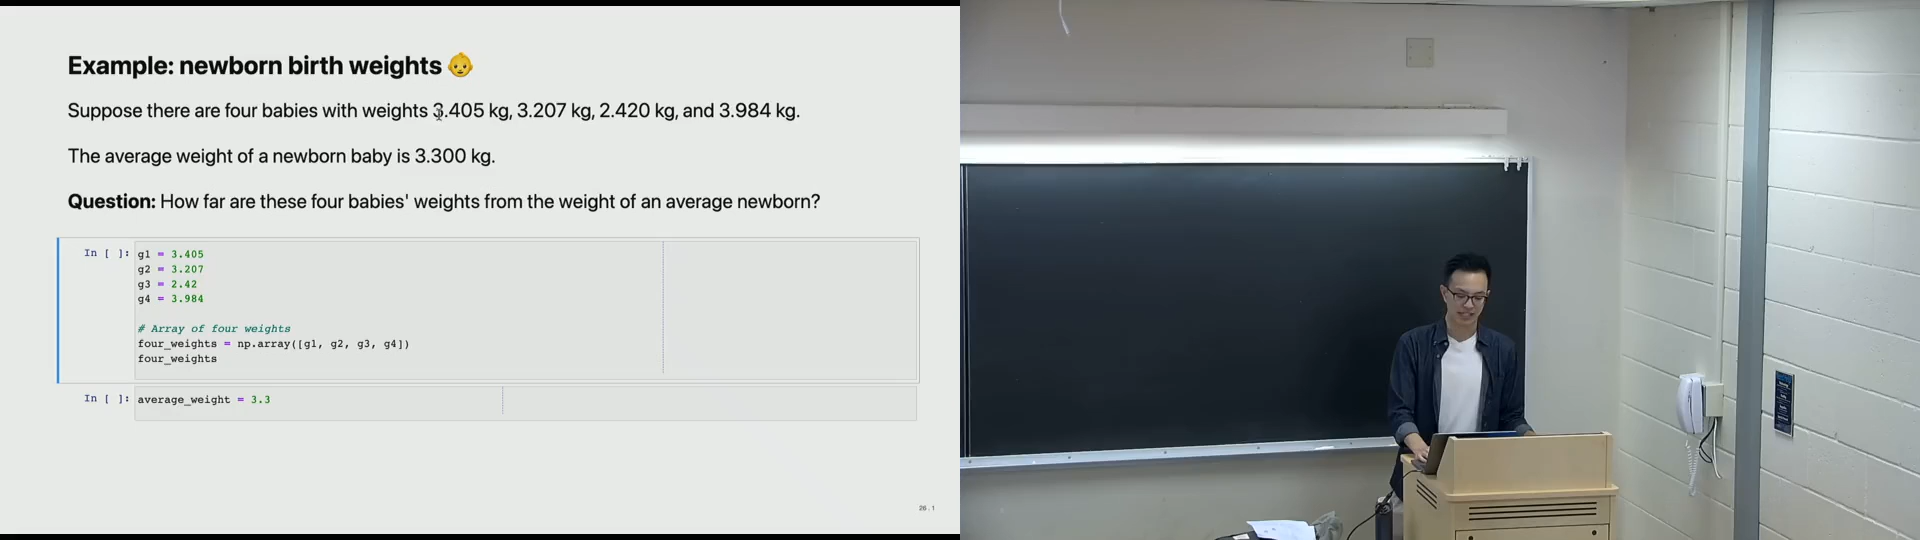 Example: newborn birth weights
Suppose there are four babies with weights 3.405 kg, 3.207 kg, 2.420 kg, and 3.984 kg.
The average weight of a newborn baby is 3.300 kg.
Question: How far are these four babies' weights from the weight of an average newborn?
In [ ]: g1 = 3.405
g2 = 3.207
g3 = 2.42
g4 = 3.984
# Array of four weights
four_weights = np.array([g1, g2, g3, g4])
four_weights
In [ ]: average_weight = 3.3
26.1